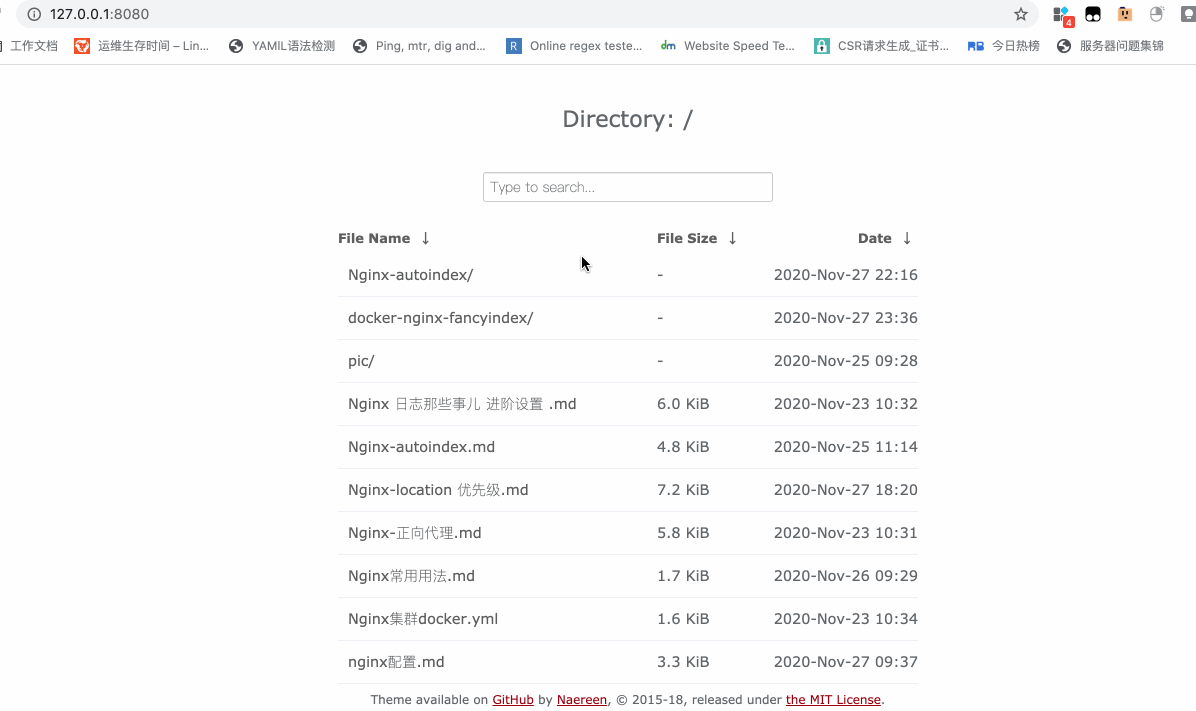 127.0.0.1:8080
4
工作文档 运维生存时间 – Lin... YAMIL语法检测 Ping, mtr, dig and... R Online regex teste... dm Website Speed Te... CSR请求生成_证书... 今日热榜 服务器问题集锦
Directory: /
Type to search...
File Name ↓ File Size ↓ Date ↓
Nginx-autoindex/ - 2020-Nov-27 22:16
docker-nginx-fancyindex/ - 2020-Nov-27 23:36
pic/ - 2020-Nov-25 09:28
Nginx 日志那些事儿 进阶设置 .md 6.0 KiB 2020-Nov-23 10:32
Nginx-autoindex.md 4.8 KiB 2020-Nov-25 11:14
Nginx-location 优先级.md 7.2 KiB 2020-Nov-27 18:20
Nginx-正向代理.md 5.8 KiB 2020-Nov-23 10:31
Nginx常用用法.md 1.7 KiB 2020-Nov-26 09:29
Nginx集群docker.yml 1.6 KiB 2020-Nov-23 10:34
nginx配置.md 3.3 KiB 2020-Nov-27 09:37
Theme available on GitHub by Naereen, © 2015-18, released under the MIT License.